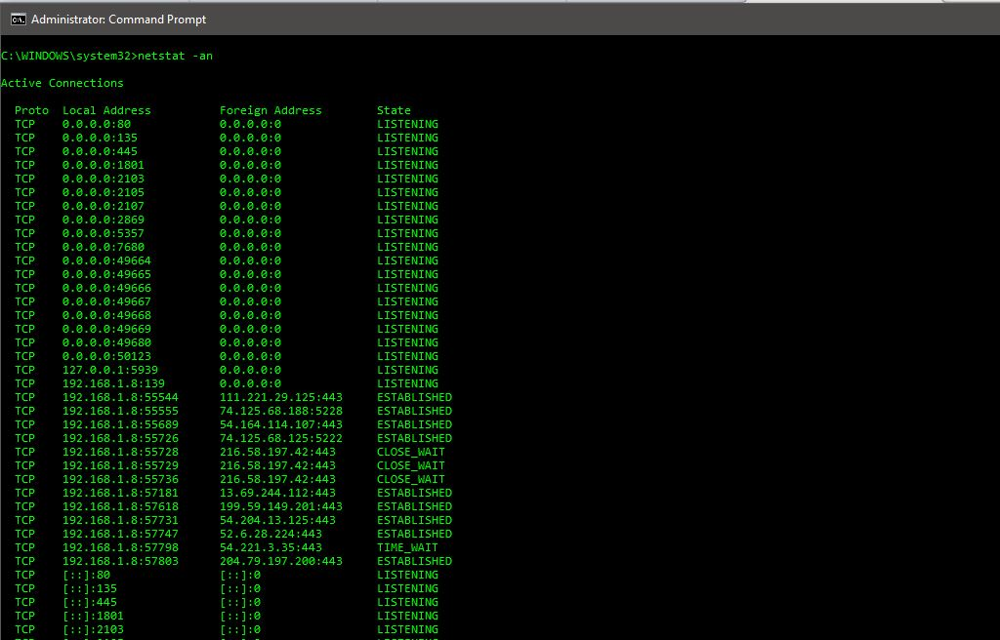 Administrator: Command Prompt
C:\WINDOWS\system32>netstat -an
Active Connections
Proto Local Address Foreign Address State
TCP 0.0.0.0:80 0.0.0.0:0 LISTENING
TCP 0.0.0.0:135 0.0.0.0:0 LISTENING
TCP 0.0.0.0:445 0.0.0.0:0 LISTENING
TCP 0.0.0.0:1801 0.0.0.0:0 LISTENING
TCP 0.0.0.0:2103 0.0.0.0:0 LISTENING
TCP 0.0.0.0:2105 0.0.0.0:0 LISTENING
TCP 0.0.0.0:2107 0.0.0.0:0 LISTENING
TCP 0.0.0.0:2869 0.0.0.0:0 LISTENING
TCP 0.0.0.0:5357 0.0.0.0:0 LISTENING
TCP 0.0.0.0:7680 0.0.0.0:0 LISTENING
TCP 0.0.0.0:49664 0.0.0.0:0 LISTENING
TCP 0.0.0.0:49665 0.0.0.0:0 LISTENING
TCP 0.0.0.0:49666 0.0.0.0:0 LISTENING
TCP 0.0.0.0:49667 0.0.0.0:0 LISTENING
TCP 0.0.0.0:49668 0.0.0.0:0 LISTENING
TCP 0.0.0.0:49669 0.0.0.0:0 LISTENING
TCP 0.0.0.0:49680 0.0.0.0:0 LISTENING
TCP 0.0.0.0:50123 0.0.0.0:0 LISTENING
TCP 127.0.0.1:5939 0.0.0.0:0 LISTENING
TCP 192.168.1.8:139 0.0.0.0:0 LISTENING
TCP 192.168.1.8:55544 111.221.29.125:443 ESTABLISHED
TCP 192.168.1.8:55555 74.125.68.188:5228 ESTABLISHED
TCP 192.168.1.8:55689 54.164.114.107:443 ESTABLISHED
TCP 192.168.1.8:55726 74.125.68.125:5222 ESTABLISHED
TCP 192.168.1.8:55728 216.58.197.42:443 CLOSE_WAIT
TCP 192.168.1.8:55729 216.58.197.42:443 CLOSE_WAIT
TCP 192.168.1.8:55736 216.58.197.42:443 CLOSE_WAIT
TCP 192.168.1.8:57181 13.69.244.112:443 ESTABLISHED
TCP 192.168.1.8:57618 199.59.149.201:443 ESTABLISHED
TCP 192.168.1.8:57731 54.204.13.125:443 ESTABLISHED
TCP 192.168.1.8:57747 52.6.28.224:443 ESTABLISHED
TCP 192.168.1.8:57798 54.221.3.35:443 TIME_WAIT
TCP 192.168.1.8:57803 204.79.197.200:443 ESTABLISHED
TCP [::]:80 [::]:0 LISTENING
TCP [::]:135 [::]:0 LISTENING
TCP [::]:445 [::]:0 LISTENING
TCP [::]:1801 [::]:0 LISTENING
TCP [::]:2103 [::]:0 LISTENING